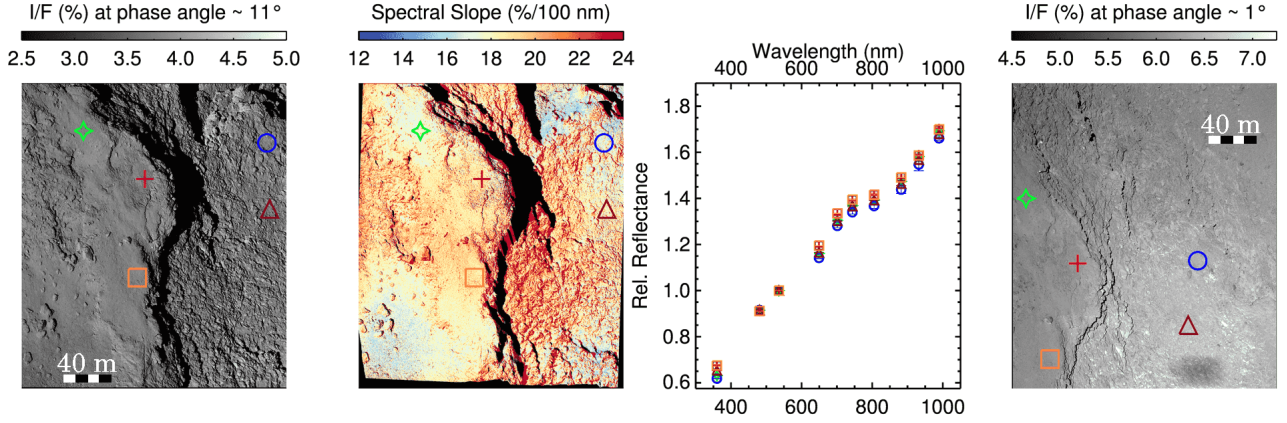 I/F (%) at phase angle ~ 11°
2.5 3.0 3.5 4.0 4.5 5.0
40 m
Spectral Slope (%/100 nm)
12 14 16 18 20 22 24
Wavelength (nm)
400 600 800 1000
Rel. Reflectance
1.8
1.6
1.4
1.2
1.0
0.8
0.6
400 600 800 1000
I/F (%) at phase angle ~ 1°
4.5 5.0 5.5 6.0 6.5 7.0
40 m